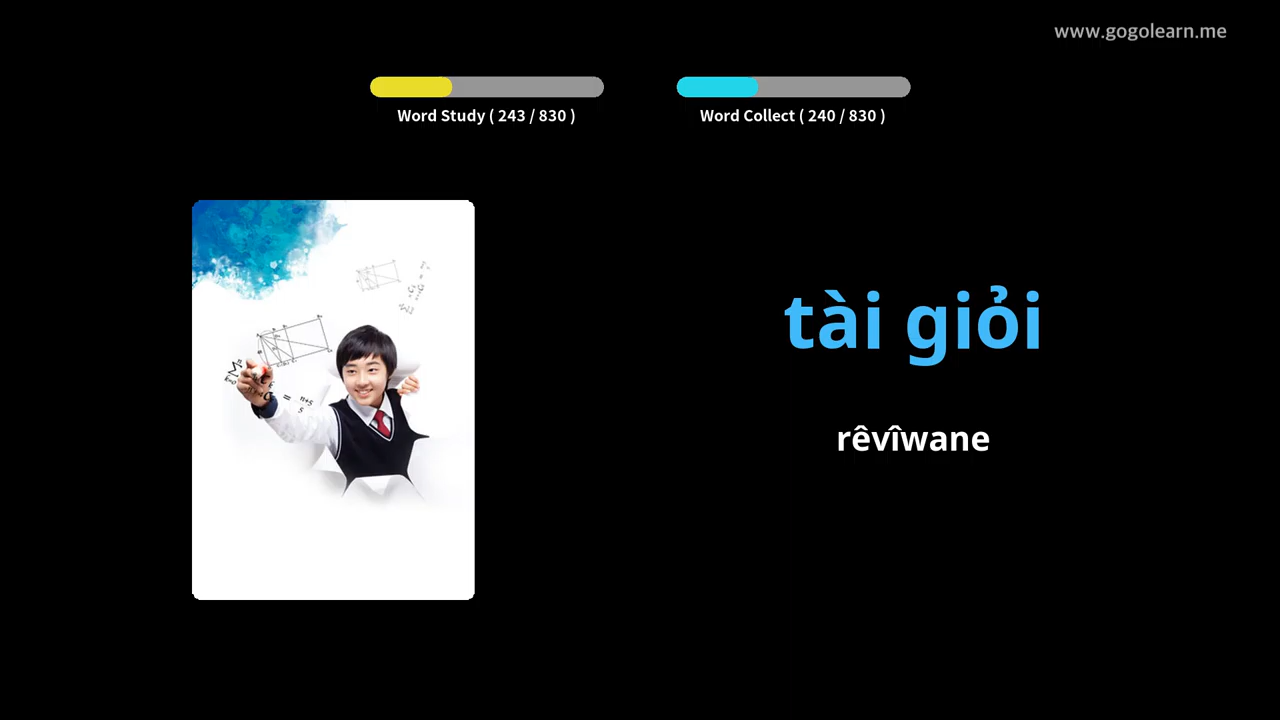 www.gogolearn.me
Word Study ( 243 / 830 )
Word Collect ( 240 / 830 )
tài giỏi
rêvîwane